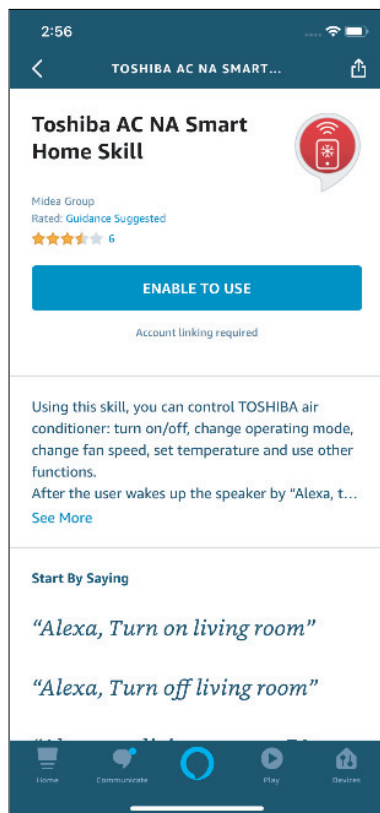 2:56
TOSHIBA AC NA SMART...
Toshiba AC NA Smart
Home Skill
Midea Group
Rated: Guidance Suggested
6
ENABLE TO USE
Account linking required
Using this skill, you can control TOSHIBA air
conditioner: turn on/off, change operating mode,
change fan speed, set temperature and use other
functions.
After the user wakes up the speaker by “Alexa, t...
See More
Start By Saying
“Alexa, Turn on living room”
“Alexa, Turn off living room”
Home Communicate Play Devices